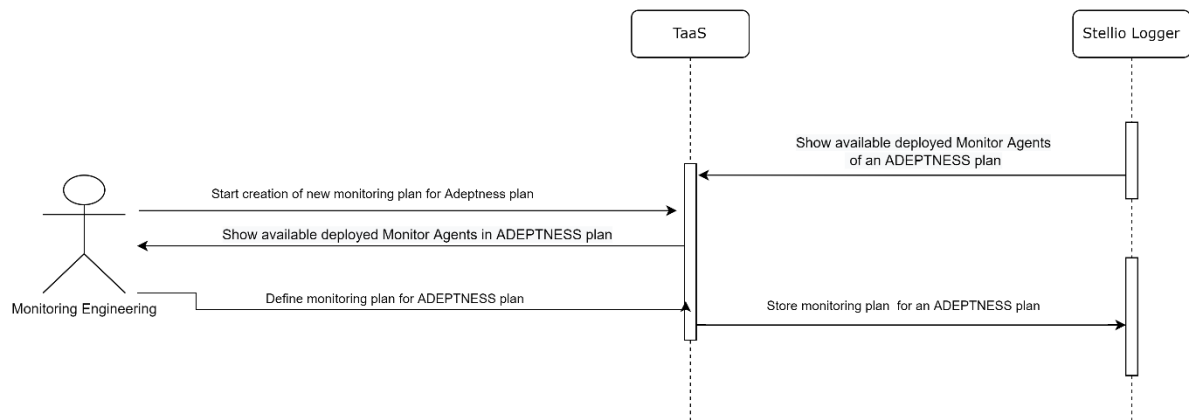 TaaS
Stellio Logger
Show available deployed Monitor Agents
of an ADEPTNESS plan
Start creation of new monitoring plan for Adeptness plan
Show available deployed Monitor Agents in ADEPTNESS plan
Define monitoring plan for ADEPTNESS plan
Monitoring Engineering
Store monitoring plan for an ADEPTNESS plan